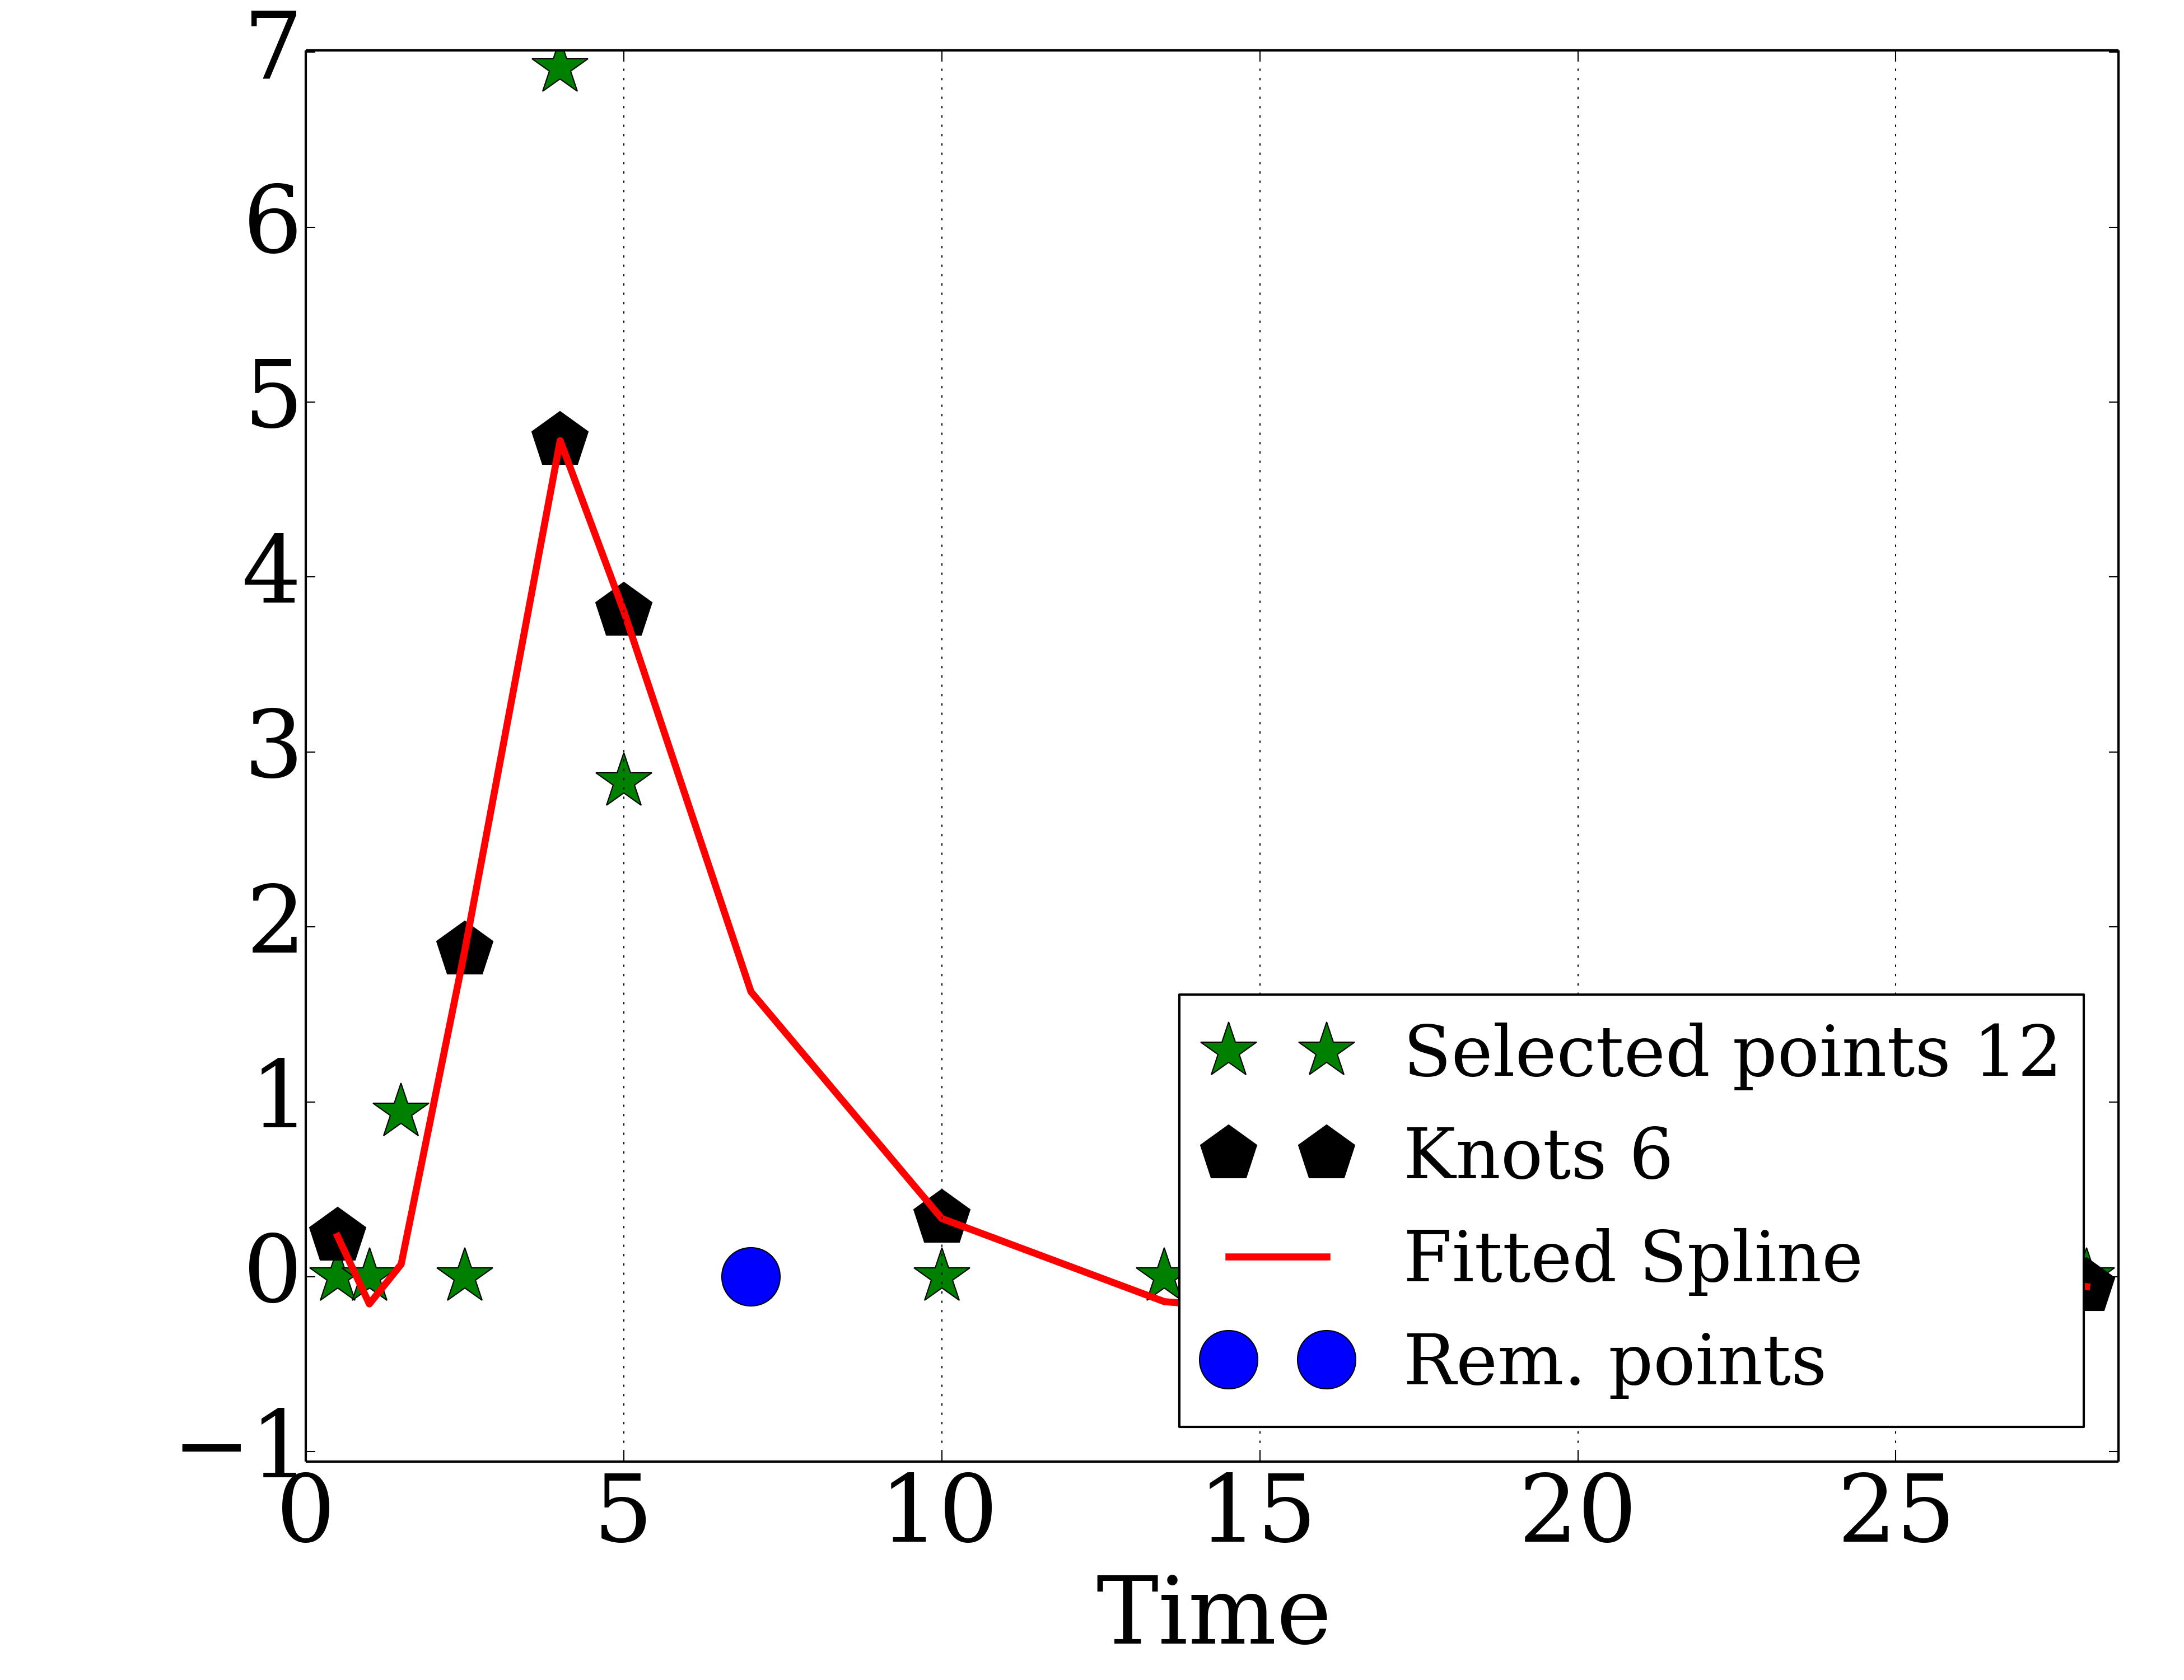 7
6
5
4
3
2
1
0
−1
Selected points 12
Knots 6
Fitted Spline
Rem. points
0 5 10 15 20 25
Time